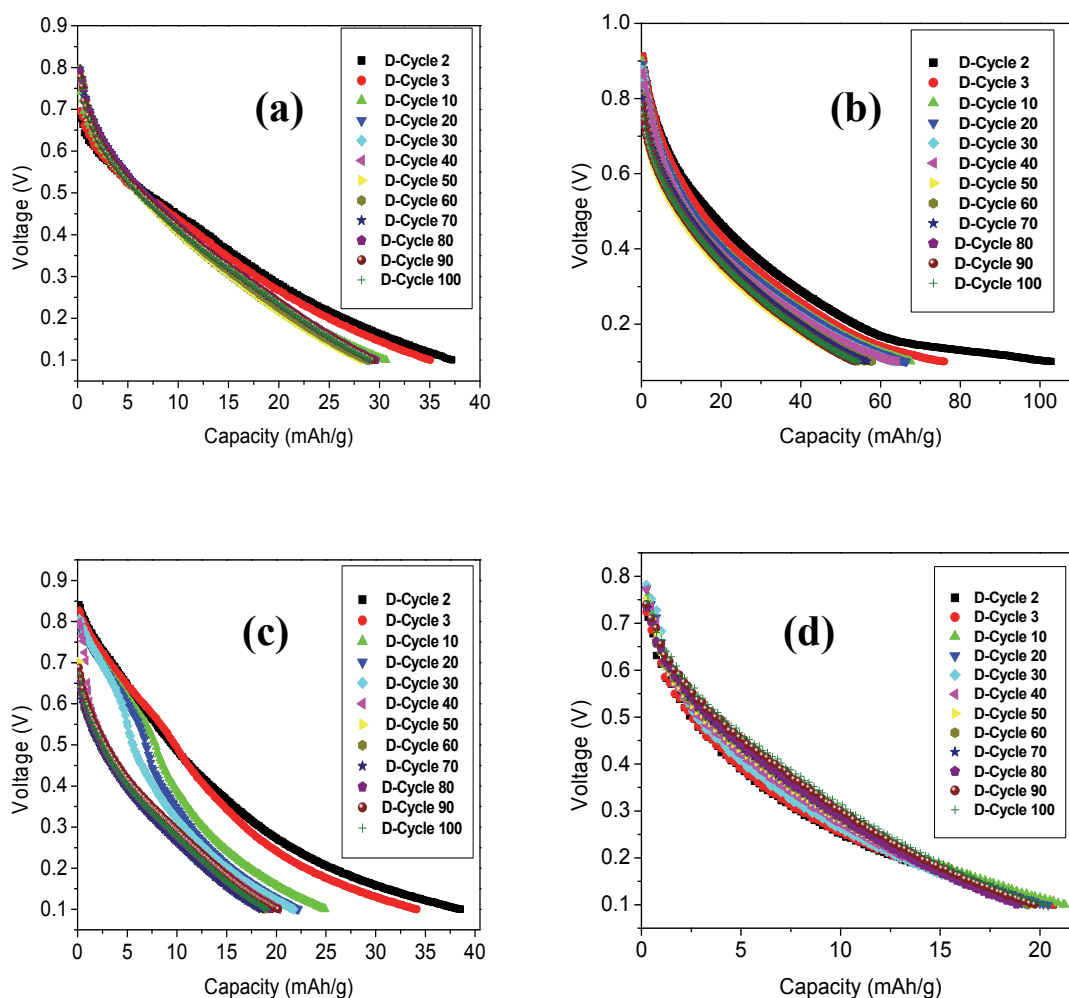 0.9
0.8
0.7
0.6
0.5
0.4
0.3
0.2
0.1
0.0
Voltage (V)
0 5 10 15 20 25 30 35 40
Capacity (mAh/g)
(a)
D-Cycle 2
D-Cycle 3
D-Cycle 10
D-Cycle 20
D-Cycle 30
D-Cycle 40
D-Cycle 50
D-Cycle 60
D-Cycle 70
D-Cycle 80
D-Cycle 90
D-Cycle 100
1.0
0.8
0.6
0.4
0.2
Voltage (V)
0 20 40 60 80 100
Capacity (mAh/g)
(b)
D-Cycle 2
D-Cycle 3
D-Cycle 10
D-Cycle 20
D-Cycle 30
D-Cycle 40
D-Cycle 50
D-Cycle 60
D-Cycle 70
D-Cycle 80
D-Cycle 90
D-Cycle 100
0.9
0.8
0.7
0.6
0.5
0.4
0.3
0.2
0.1
0.0
Voltage (V)
0 5 10 15 20 25 30 35 40
Capacity (mAh/g)
(c)
D-Cycle 2
D-Cycle 3
D-Cycle 10
D-Cycle 20
D-Cycle 30
D-Cycle 40
D-Cycle 50
D-Cycle 60
D-Cycle 70
D-Cycle 80
D-Cycle 90
D-Cycle 100
0.8
0.7
0.6
0.5
0.4
0.3
0.2
0.1
0.0
Voltage (V)
0 5 10 15 20
Capacity (mAh/g)
(d)
D-Cycle 2
D-Cycle 3
D-Cycle 10
D-Cycle 20
D-Cycle 30
D-Cycle 40
D-Cycle 50
D-Cycle 60
D-Cycle 70
D-Cycle 80
D-Cycle 90
D-Cycle 100